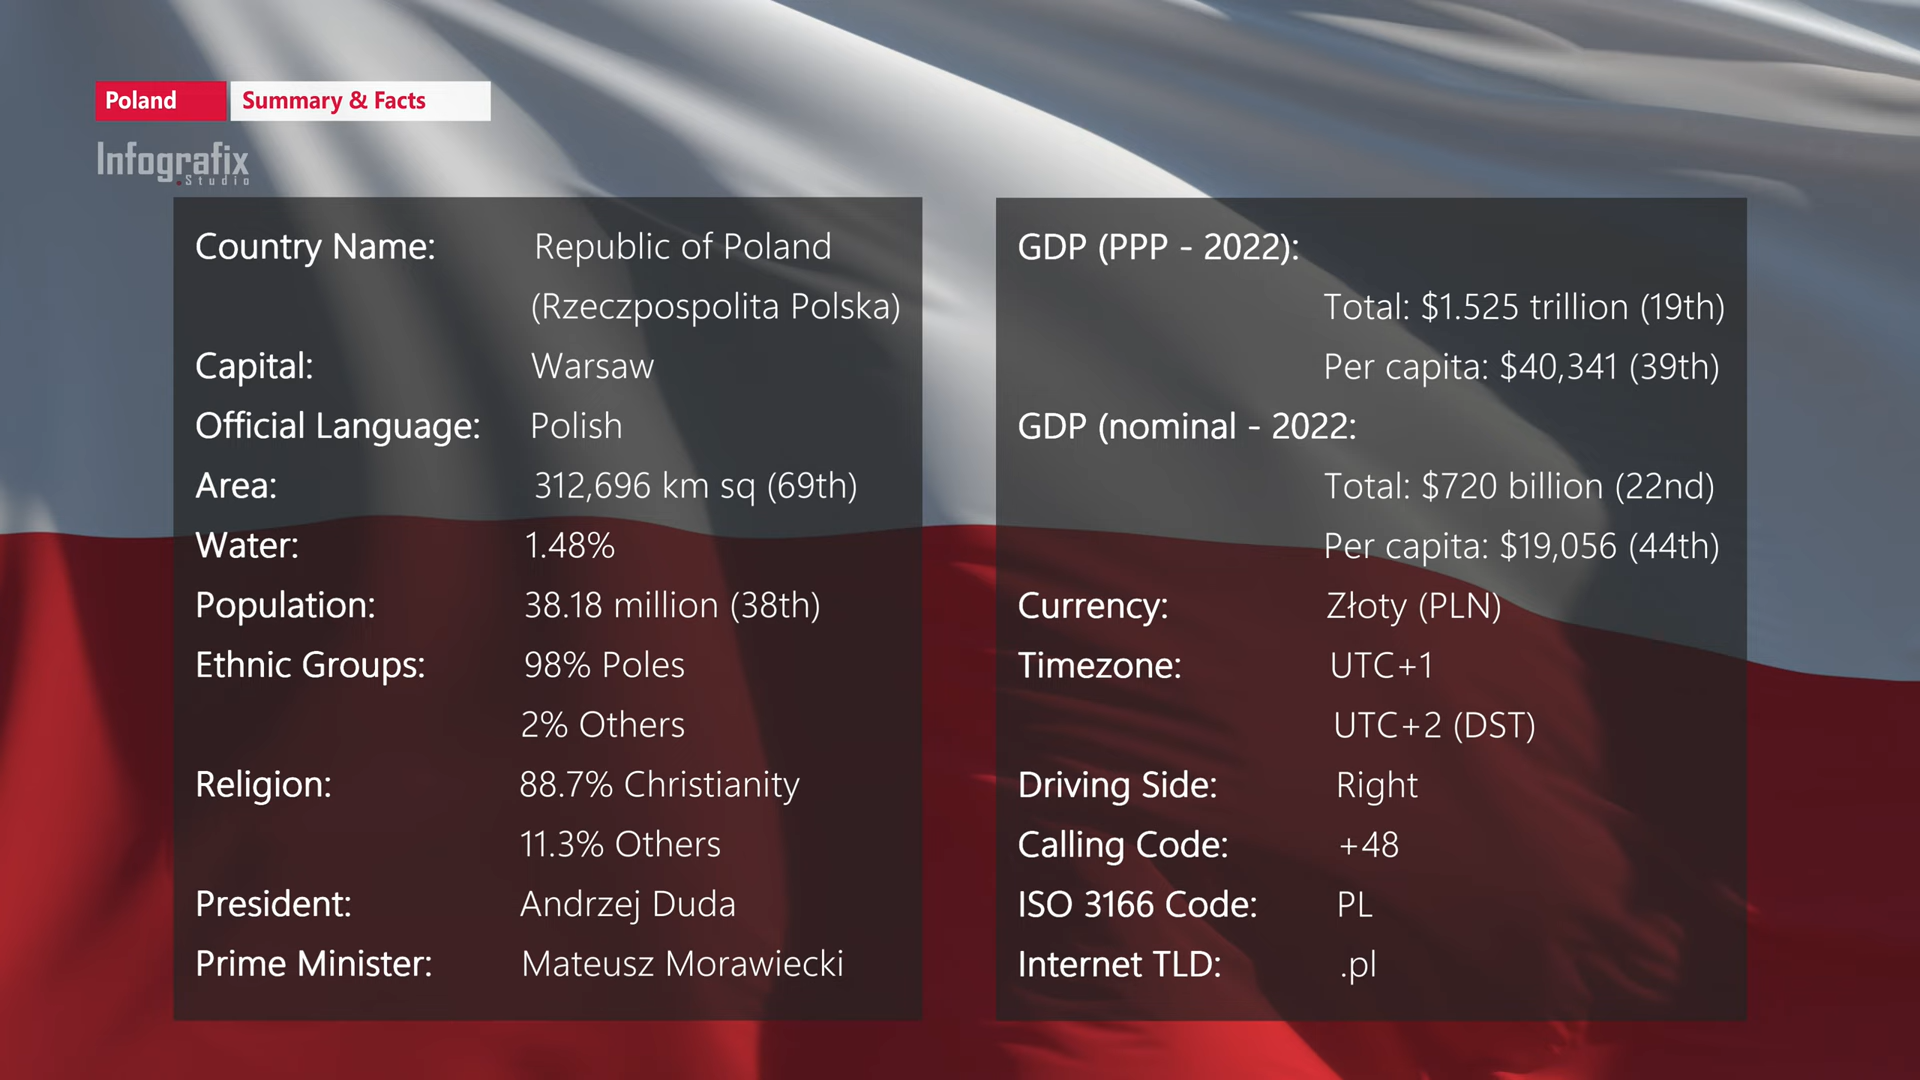 Poland Summary & Facts
Infografix
.Studio
Country Name: Republic of Poland
(Rzeczpospolita Polska)
Capital: Warsaw
Official Language: Polish
Area: 312,696 km sq (69th)
Water: 1.48%
Population: 38.18 million (38th)
Ethnic Groups: 98% Poles
2% Others
Religion: 88.7% Christianity
11.3% Others
President: Andrzej Duda
Prime Minister: Mateusz Morawiecki
GDP (PPP - 2022):
Total: $1.525 trillion (19th)
Per capita: $40,341 (39th)
GDP (nominal - 2022:
Total: $720 billion (22nd)
Per capita: $19,056 (44th)
Currency: Złoty (PLN)
Timezone: UTC+1
UTC+2 (DST)
Driving Side: Right
Calling Code: +48
ISO 3166 Code: PL
Internet TLD: .pl